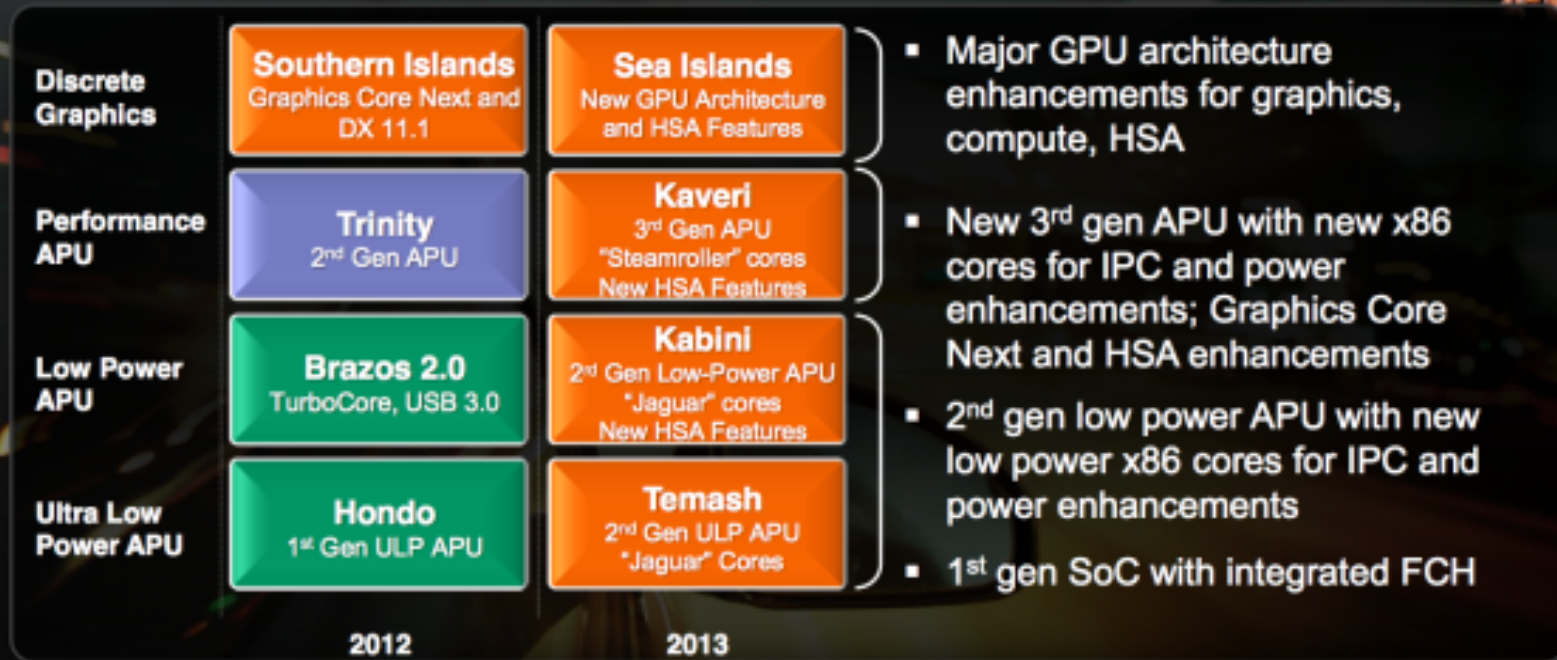 Discrete
Graphics
Southern Islands
Graphics Core Next and
DX 11.1
Sea Islands
New GPU Architecture
and HSA Features
▪ Major GPU architecture
enhancements for graphics,
compute, HSA
Performance
APU
Trinity
2nd Gen APU
Kaveri
3rd Gen APU
"Steamroller" cores
New HSA Features
▪ New 3rd gen APU with new x86
cores for IPC and power
enhancements; Graphics Core
Next and HSA enhancements
Low Power
APU
Brazos 2.0
TurboCore, USB 3.0
Kabini
2nd Gen Low-Power APU
"Jaguar" cores
New HSA Features
▪ 2nd gen low power APU with new
low power x86 cores for IPC and
power enhancements
Ultra Low
Power APU
Hondo
1st Gen ULP APU
Temash
2nd Gen ULP APU
"Jaguar" Cores
▪ 1st gen SoC with integrated FCH
2012
2013